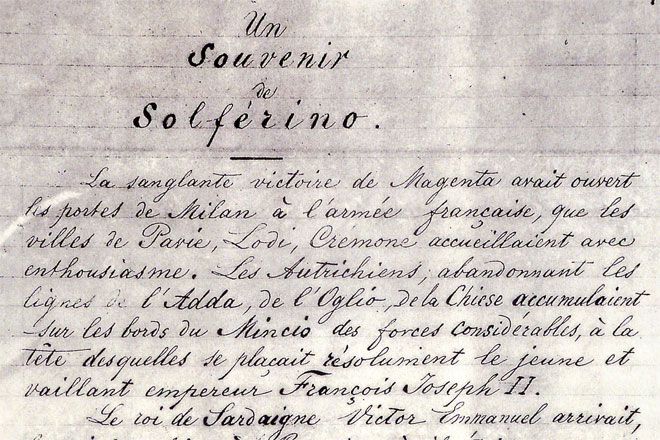 Un
Souvenir
de
Solférino.
La sanglante victoire de Magenta avait ouvert
les portes de Milan à l'armée française, que les
villes de Pavie, Lodi, Crémone accueillaient avec
enthousiasme. Les Autrichiens, abandonnant les
lignes de l'Adda, de l'Oglio, de la Chiese accumulaient
sur les bords du Mincio des forces considérables, à la
tête desquelles se plaçait résolument le jeune et
vaillant empereur François Joseph II.
Le roi de Sardaigne Victor Emmanuel arrivait,